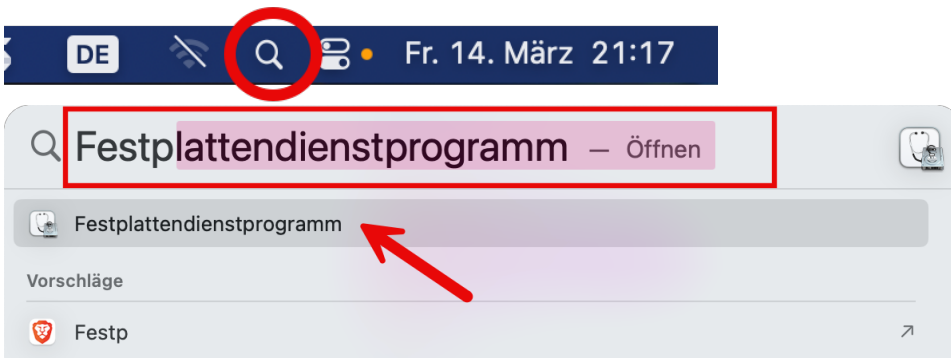 DE Fr. 14. März 21:17
Festplattendienstprogramm — Öffnen
Festplattendienstprogramm
Vorschläge
Festp